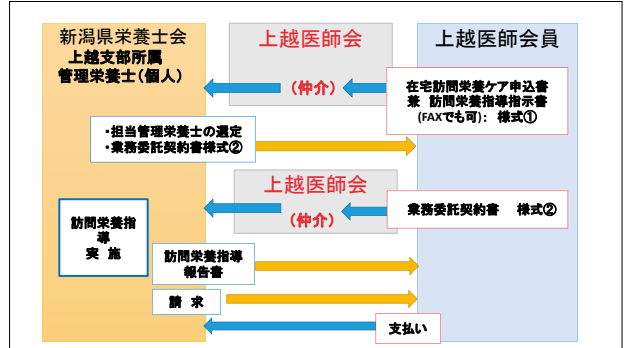 新潟県栄養士会
上越支部所属
管理栄養士(個人)
上越医師会
(仲介)
上越医師会員
在宅訪問栄養ケア申込書
兼 訪問栄養指導指示書
(FAXでも可): 様式①
・担当管理栄養士の選定
・業務委託契約書様式②
上越医師会
(仲介)
業務委託契約書 様式②
訪問栄養指
導
実 施
訪問栄養指導
報告書
請 求
支払い